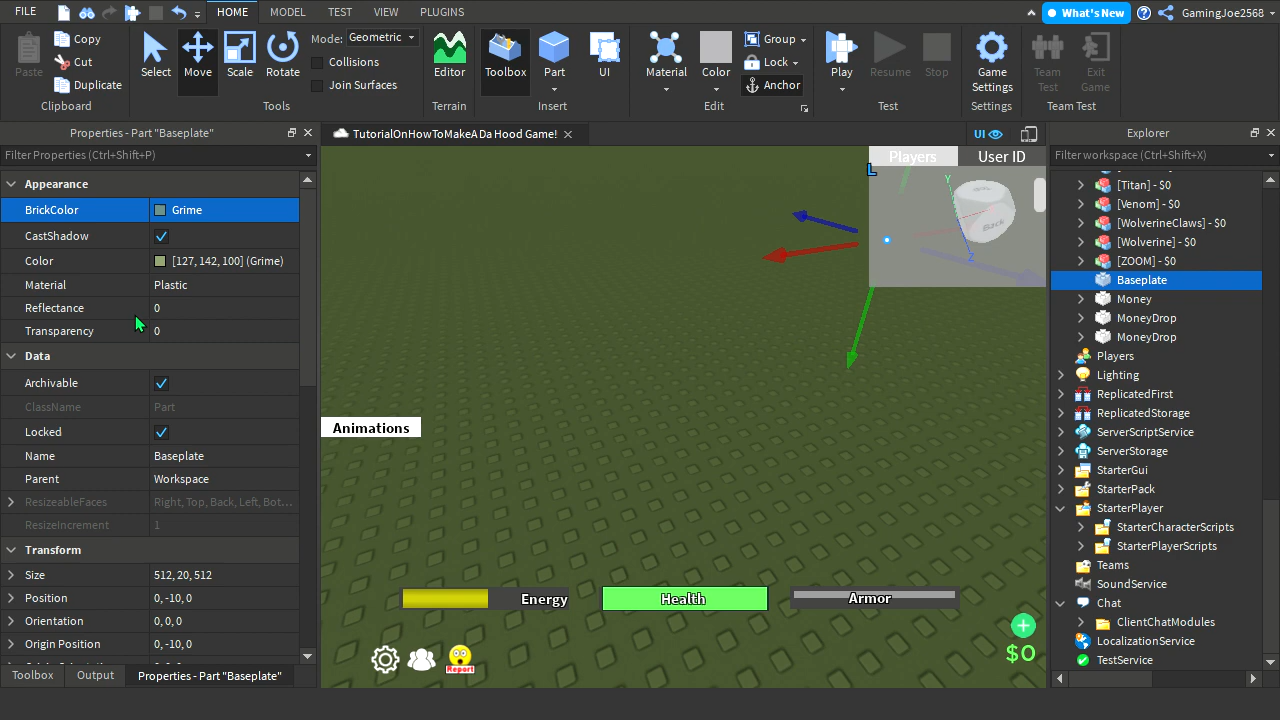 FILE HOME MODEL TEST VIEW PLUGINS What's New GamingJoe2568
Paste Copy Cut Duplicate Select Move Scale Rotate Mode: Geometric Collisions Join Surfaces Editor Toolbox Part UI Material Color Group Lock Anchor Play Resume Stop Game Settings Team Test Exit Game
Clipboard Tools Terrain Insert Edit Test Settings Team Test
Properties - Part "Baseplate"
Filter Properties (Ctrl+Shift+P)
Appearance
BrickColor Grime
CastShadow
Color [127, 142, 100] (Grime)
Material Plastic
Reflectance 0
Transparency 0
Data
Archivable
ClassName Part
Locked
Name Baseplate
Parent Workspace
ResizeableFaces Right, Top, Back, Left, Bot...
ResizeIncrement 1
Transform
Size 512, 20, 512
Position 0, -10, 0
Orientation 0, 0, 0
Origin Position 0, -10, 0
Toolbox Output Properties - Part "Baseplate"
TutorialOnHowToMakeADa Hood Game! UI
Players User ID
L
Y
Back
Z
Animations
Energy Health Armor
Report
$0
Explorer
Filter workspace (Ctrl+Shift+X)
[Titan] - $0
[Venom] - $0
[WolverineClaws] - $0
[Wolverine] - $0
[ZOOM] - $0
Baseplate
Money
MoneyDrop
MoneyDrop
Players
Lighting
ReplicatedFirst
ReplicatedStorage
ServerScriptService
ServerStorage
StarterGui
StarterPack
StarterPlayer
StarterCharacterScripts
StarterPlayerScripts
Teams
SoundService
Chat
ClientChatModules
LocalizationService
TestService